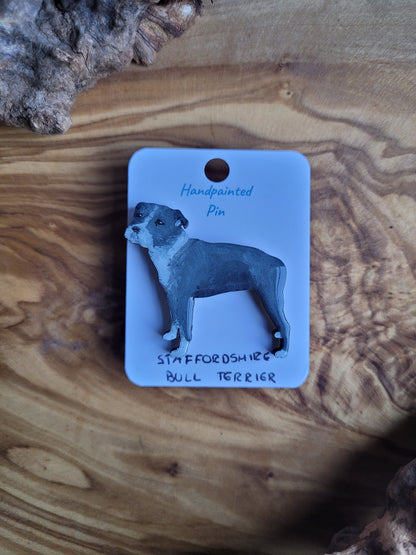 Handpainted
Pin
STAFFORDSHIRE
BULL TERRIER